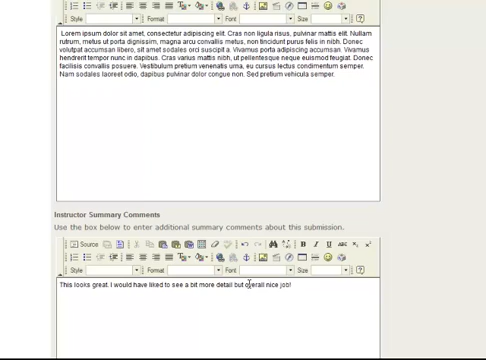 Style Format Font Size
Lorem ipsum dolor sit amet, consectetur adipiscing elit. Cras non ligula risus, pulvinar mattis elit. Nullam
rutrum, metus ut porta dignissim, magna arcu convallis metus, non tincidunt purus felis in nibh. Donec
volutpat accumsan libero, sit amet sodales orci suscipit a. Vivamus porta adipiscing accumsan. Vivamus
hendrerit tempor nunc in dapibus. Cras varius mattis nibh, ut pellentesque neque euismod feugiat. Donec
facilisis convallis posuere. Vestibulum pretium venenatis urna, eu cursus lectus condimentum semper.
Nam sodales laoreet odio, dapibus pulvinar dolor congue non. Sed pretium vehicula semper.
Instructor Summary Comments
Use the box below to enter additional summary comments about this submission.
Source B I U ABC x₂ x²
Style Format Font Size
This looks great. I would have liked to see a bit more detail but overall nice job!